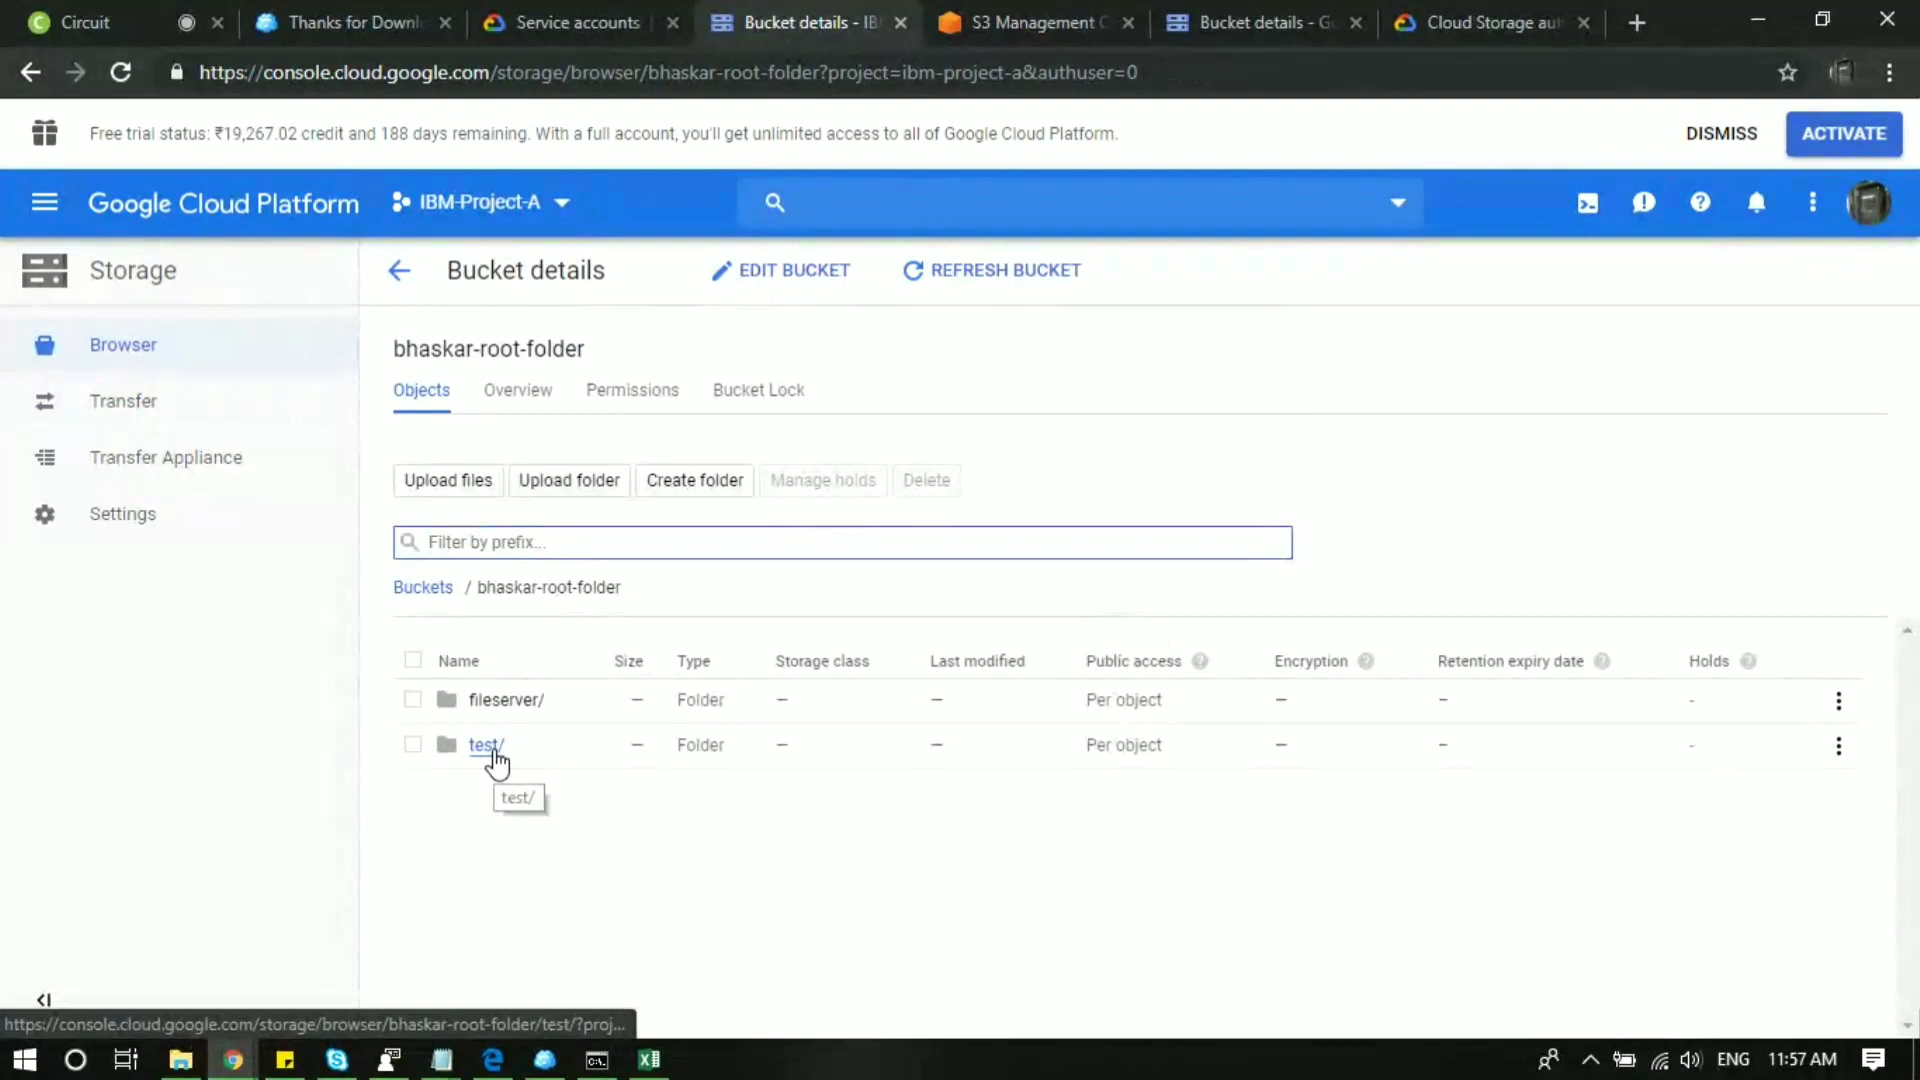 Circuit
Thanks for Downl
Service accounts
Bucket details - IB
S3 Management C
Bucket details - G
Cloud Storage aut
https://console.cloud.google.com/storage/browser/bhaskar-root-folder?project=ibm-project-a&authuser=0
Free trial status: ₹19,267.02 credit and 188 days remaining. With a full account, you'll get unlimited access to all of Google Cloud Platform.
DISMISS
ACTIVATE
Google Cloud Platform
IBM-Project-A
Storage
Bucket details
EDIT BUCKET
REFRESH BUCKET
Browser
Transfer
Transfer Appliance
Settings
bhaskar-root-folder
Objects Overview Permissions Bucket Lock
Upload files Upload folder Create folder Manage holds Delete
Filter by prefix...
Buckets / bhaskar-root-folder
Name Size Type Storage class Last modified Public access Encryption Retention expiry date Holds
fileserver/ — Folder — — Per object — – -
test/ — Folder — — Per object — – -
test/
https://console.cloud.google.com/storage/browser/bhaskar-root-folder/test/?proj...
ENG 11:57 AM